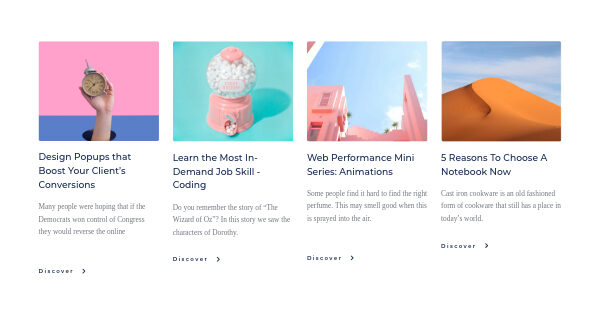 Design Popups that
Boost Your Client's
Conversions
Many people were hoping that if the
Democrats won control of Congress
they would reverse the online
Discover
Learn the Most In-
Demand Job Skill -
Coding
Do you remember the story of “The
Wizard of Oz”? In this story we saw the
characters of Dorothy.
Discover
Web Performance Mini
Series: Animations
Some people find it hard to find the right
perfume. This may smell good when this
is sprayed into the air.
Discover
5 Reasons To Choose A
Notebook Now
Cast iron cookware is an old fashioned
form of cookware that still has a place in
today’s world.
Discover